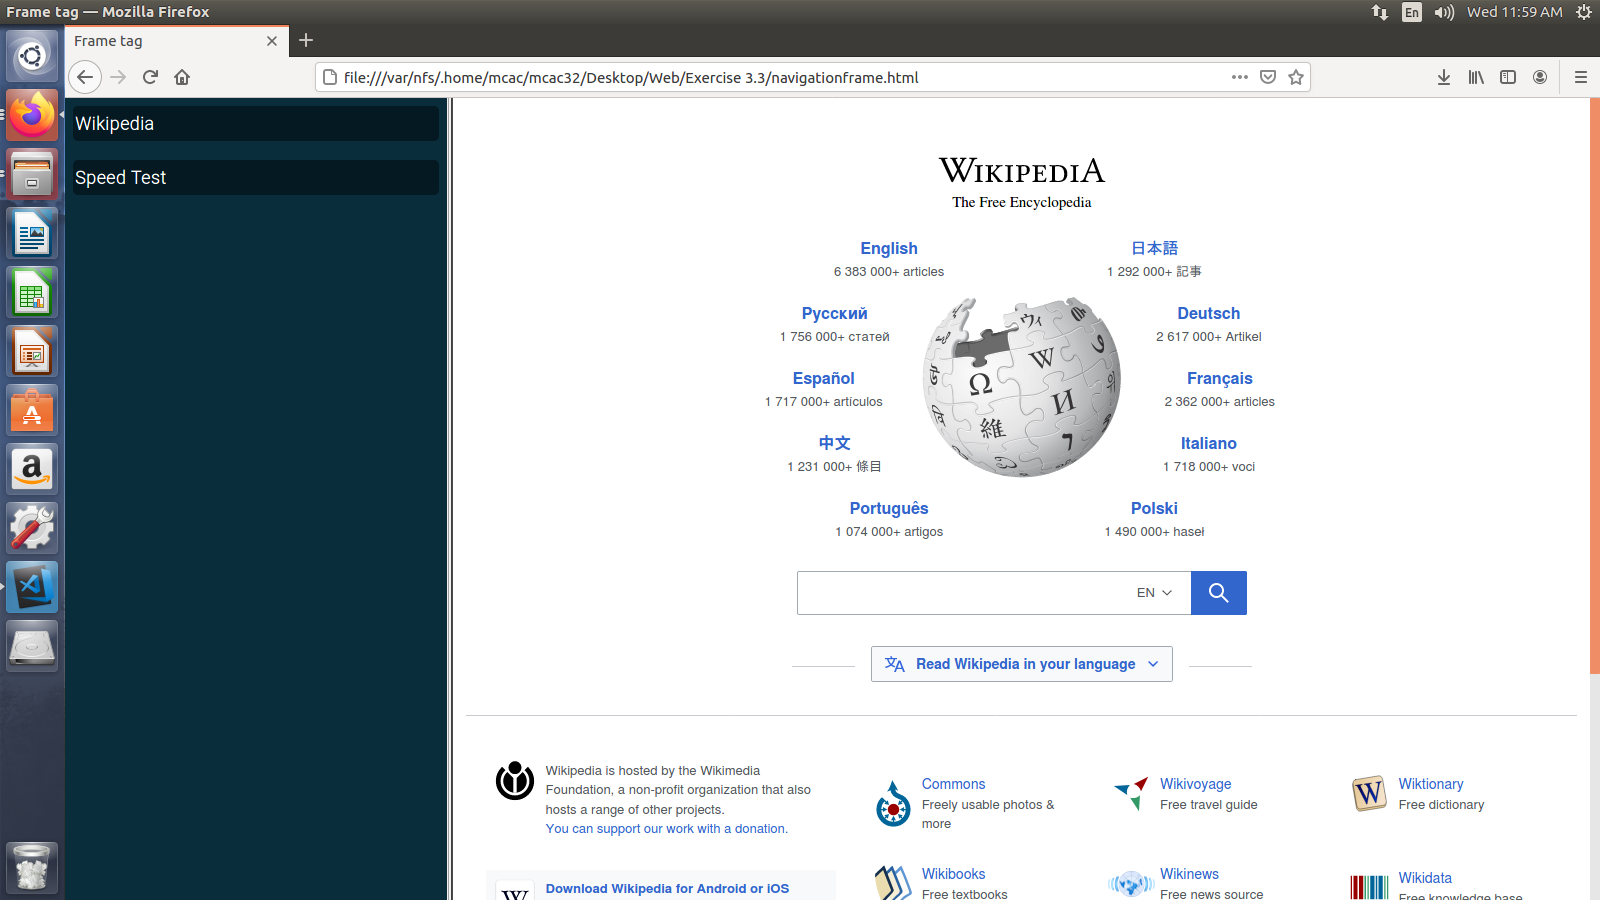 Frame tag — Mozilla Firefox
En
Wed 11:59 AM
Frame tag
file:///var/nfs/.home/mcac/mcac32/Desktop/Web/Exercise 3.3/navigationframe.html
Wikipedia
Speed Test
WIKIPEDIA
The Free Encyclopedia
English
6 383 000+ articles
日本語
1 292 000+ 記事
Русский
1 756 000+ статей
Deutsch
2 617 000+ Artikel
Español
1 717 000+ artículos
Français
2 362 000+ articles
中文
1 231 000+ 條目
Italiano
1 718 000+ voci
Português
1 074 000+ artigos
Polski
1 490 000+ haseł
Ω
W
И
維
ウィ
EN
Read Wikipedia in your language
Wikipedia is hosted by the Wikimedia
Foundation, a non-profit organization that also
hosts a range of other projects.
You can support our work with a donation.
Commons
Freely usable photos &
more
Wikivoyage
Free travel guide
W
Wiktionary
Free dictionary
W
Download Wikipedia for Android or iOS
Wikibooks
Free textbooks
Wikinews
Free news source
Wikidata
Free knowledge base